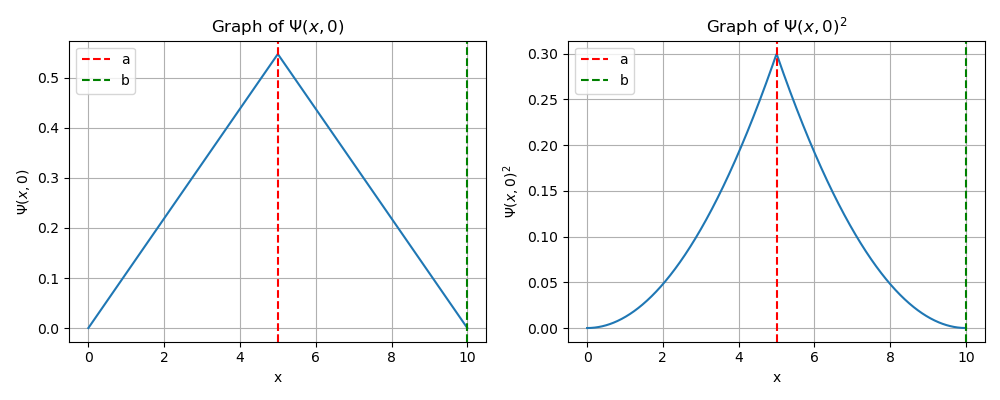 Graph of Ψ(x, 0)
a
b
0.5
0.4
0.3
0.2
0.1
0.0
Ψ(x, 0)
0 2 4 6 8 10
x
Graph of Ψ(x, 0)²
a
b
0.30
0.25
0.20
0.15
0.10
0.05
0.00
Ψ(x, 0)²
0 2 4 6 8 10
x